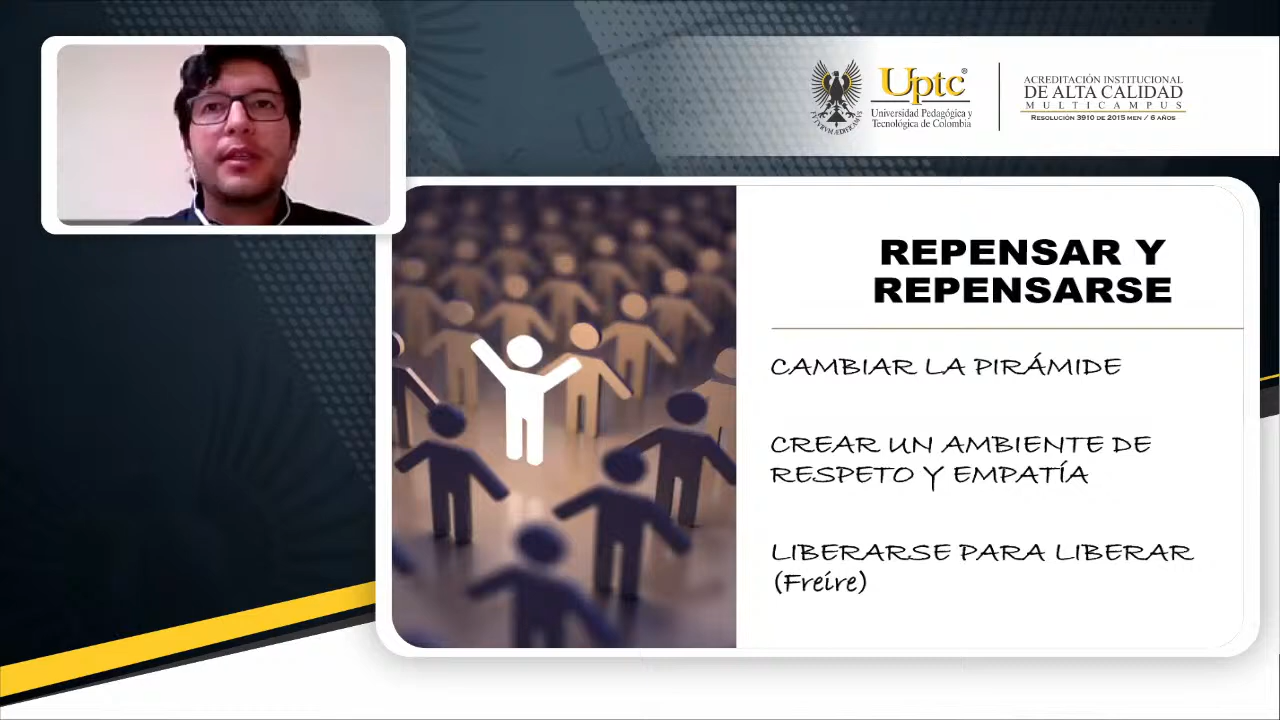 Uptc®
Universidad Pedagógica y
Tecnológica de Colombia
ACREDITACIÓN INSTITUCIONAL
DE ALTA CALIDAD
MULTICAMPUS
RESOLUCIÓN 3910 DE 2015 MEN / 6 AÑOS
REPENSAR Y
REPENSARSE
CAMBIAR LA PIRÁMIDE
CREAR UN AMBIENTE DE
RESPETO Y EMPATÍA
LIBERARSE PARA LIBERAR
(Freire)